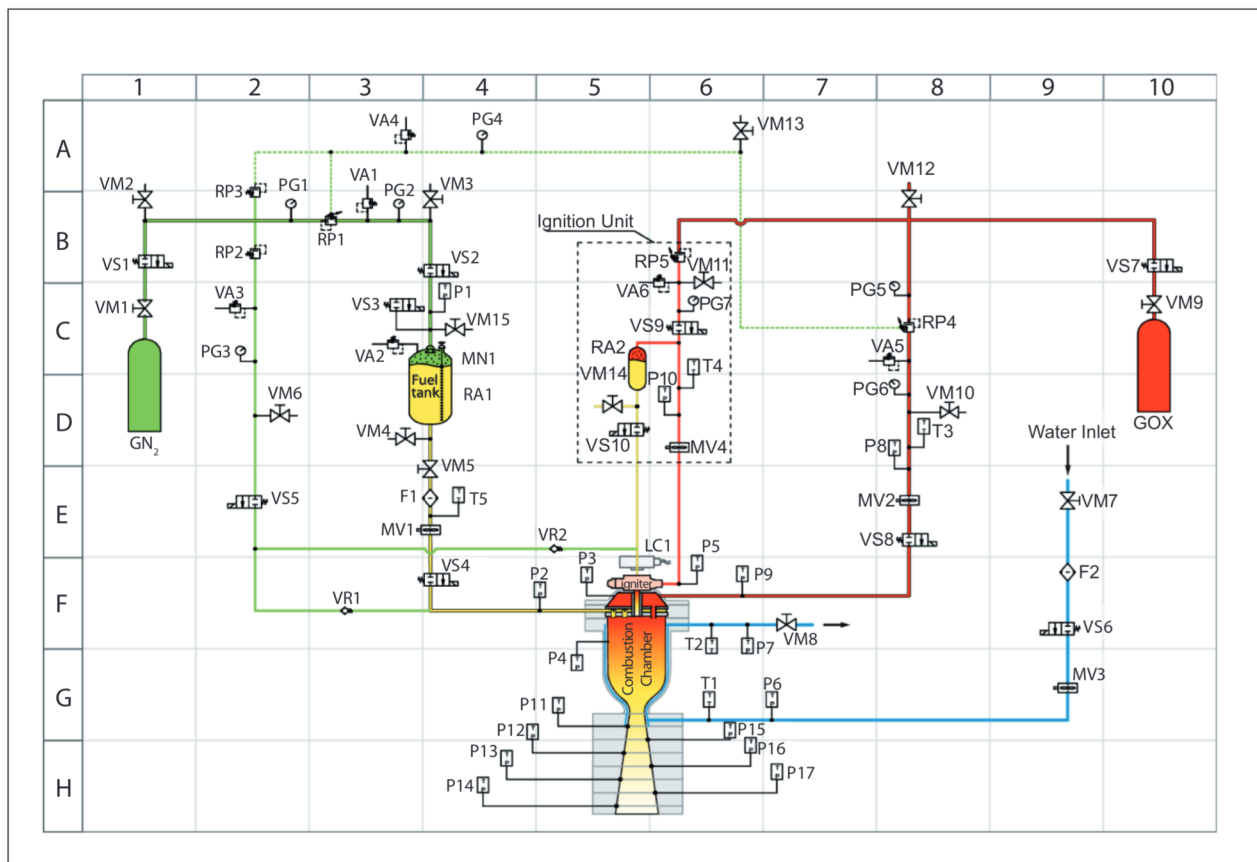 1 2 3 4 5 6 7 8 9 10
A
B
C
D
E
F
G
H
VA4
PG4
VM13
VM2
RP3
PG1
VA1
PG2
VM3
VM12
RP1
Ignition Unit
RP2
RP5
VM11
VS1
VS2
VS7
P1
VA6
VA3
VS3
PG7
PG5
VM1
VM15
VS9
RP4
VM9
PG3
VA2
MN1
RA2
T4
VA5
Fuel
tank
RA1
VM14
P10
PG6
VM6
VM10
GN2
VM4
VS10
MV4
T3
P8
GOX
Water Inlet
VM5
F1
T5
VS5
MV1
MV2
VM7
VR2
LC1
VS8
VS4
P3
P5
P2
Igniter
P9
F2
VR1
VM8
VS6
T2
P7
P4
Combustion
Chamber
MV3
T1
P6
P11
P12
P15
P13
P16
P14
P17